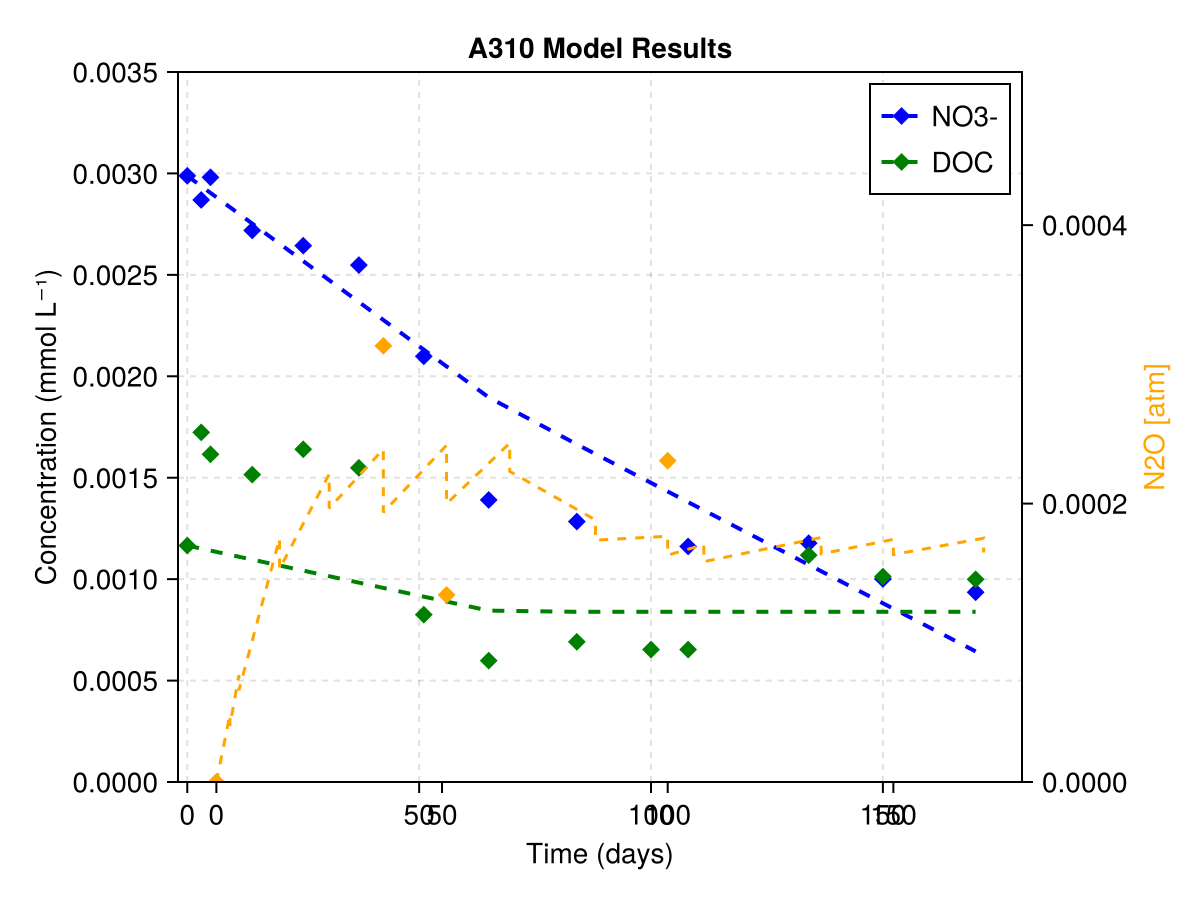 A310 Model Results
0.0035
0.0030
0.0025
0.0020
0.0015
0.0010
0.0005
0.0000
Concentration (mmol L⁻¹)
NO3-
DOC
0.0004
0.0002
0.0000
N2O [atm]
0 0 50 50 100 100 150 150
Time (days)